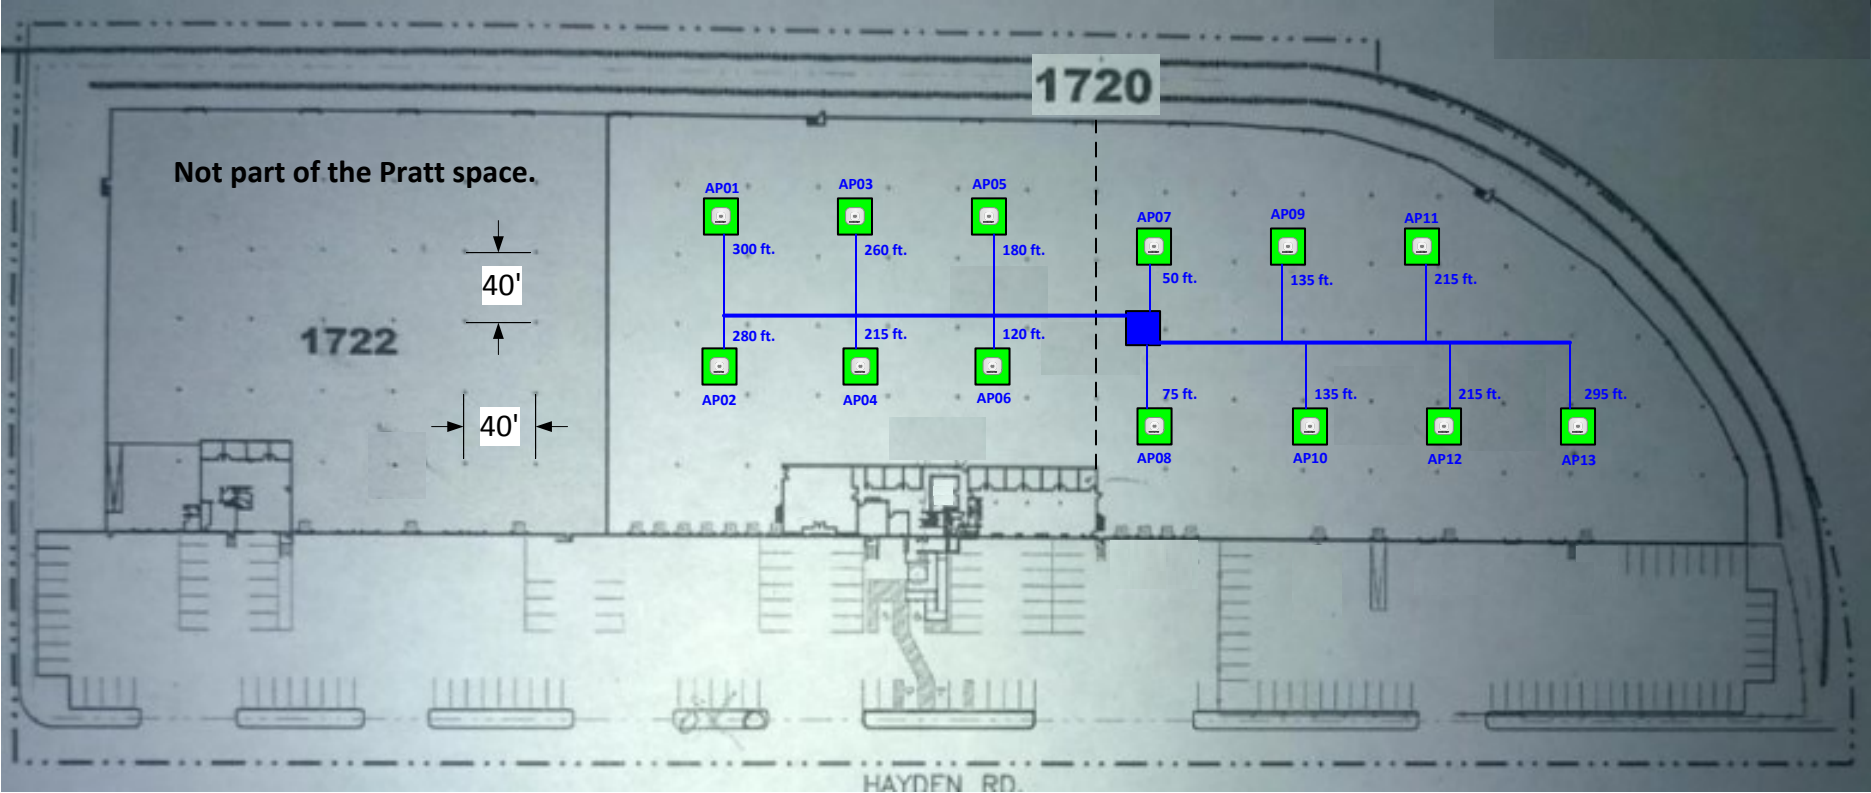 1720
Not part of the Pratt space.
AP01
AP03
AP05
AP07
AP09
AP11
300 ft.
260 ft.
180 ft.
50 ft.
135 ft.
215 ft.
40'
1722
280 ft.
215 ft.
120 ft.
75 ft.
135 ft.
215 ft.
295 ft.
AP02
AP04
AP06
40'
AP08
AP10
AP12
AP13
HAYDEN RD.